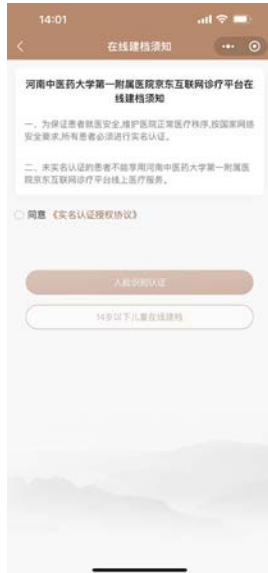 14:01
在线建档须知
河南中医药大学第一附属医院京东互联网诊疗平台在
线建档须知
一、为保证患者就医安全,维护医院正常医疗秩序,按国家网络
安全要求,所有患者必须进行实名认证。
二、未实名认证的患者不能享用河南中医药大学第一附属医
院京东互联网诊疗平台线上医疗服务。
同意 《实名认证授权协议》
人脸识别认证
14岁以下儿童在线建档